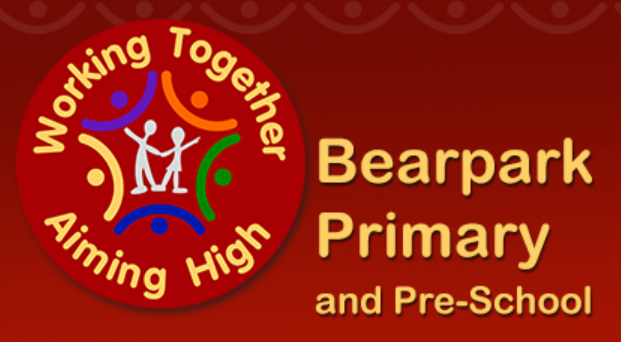 Working Together
Aiming High
Bearpark
Primary
and Pre-School